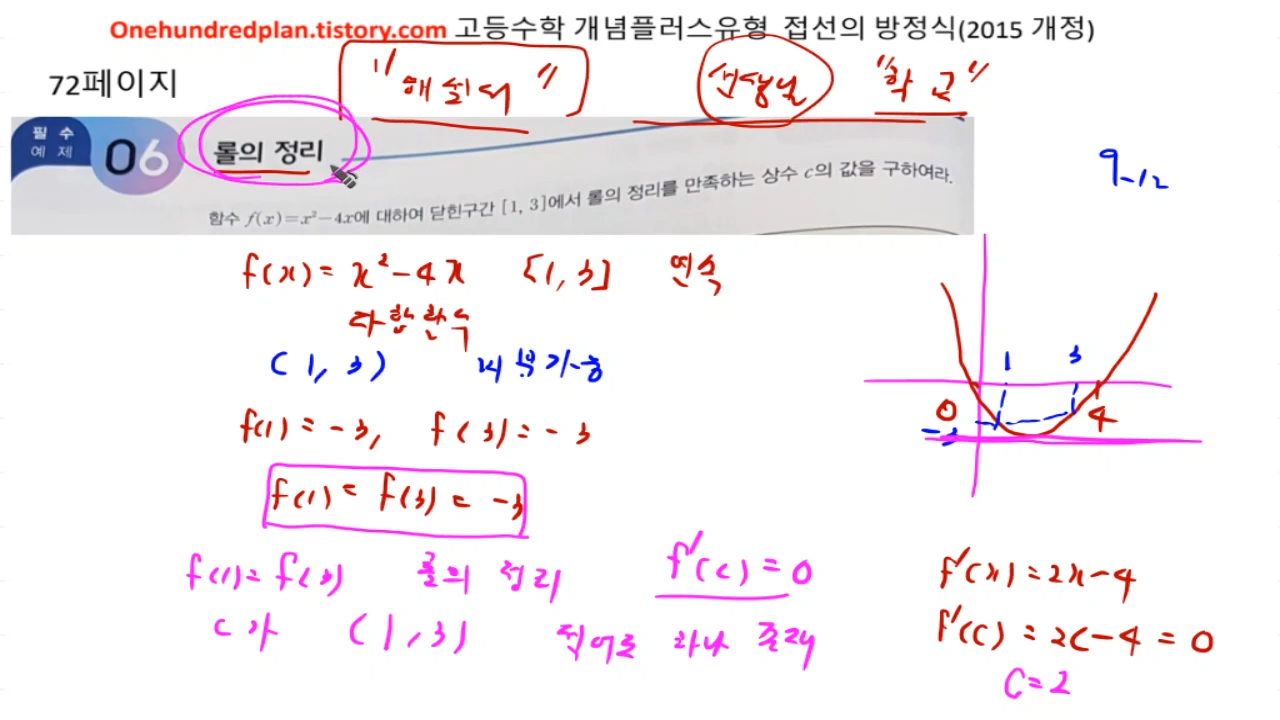 Onehundredplan.tistory.com 고등수학 개념플러스유형 접선의 방정식(2015 개정)
72페이지
"해설서" 선생님 "학교"
필수 예제 06 롤의 정리
함수 f(x)=x²-4x에 대하여 닫힌구간 [1, 3]에서 롤의 정리를 만족하는 상수 c의 값을 구하여라.
9-12
f(x) = x²-4x [1, 3] 연속
다항함수
(1, 3) 미분가능
1 3
0 4
-3
f(1) = -3, f(3) = -3
f(1) = f(3) = -3
f(1) = f(3) 롤의 정리 f'(c) = 0
c가 (1, 3) 적어도 하나 존재
f'(x) = 2x-4
f'(c) = 2c-4 = 0
c=2